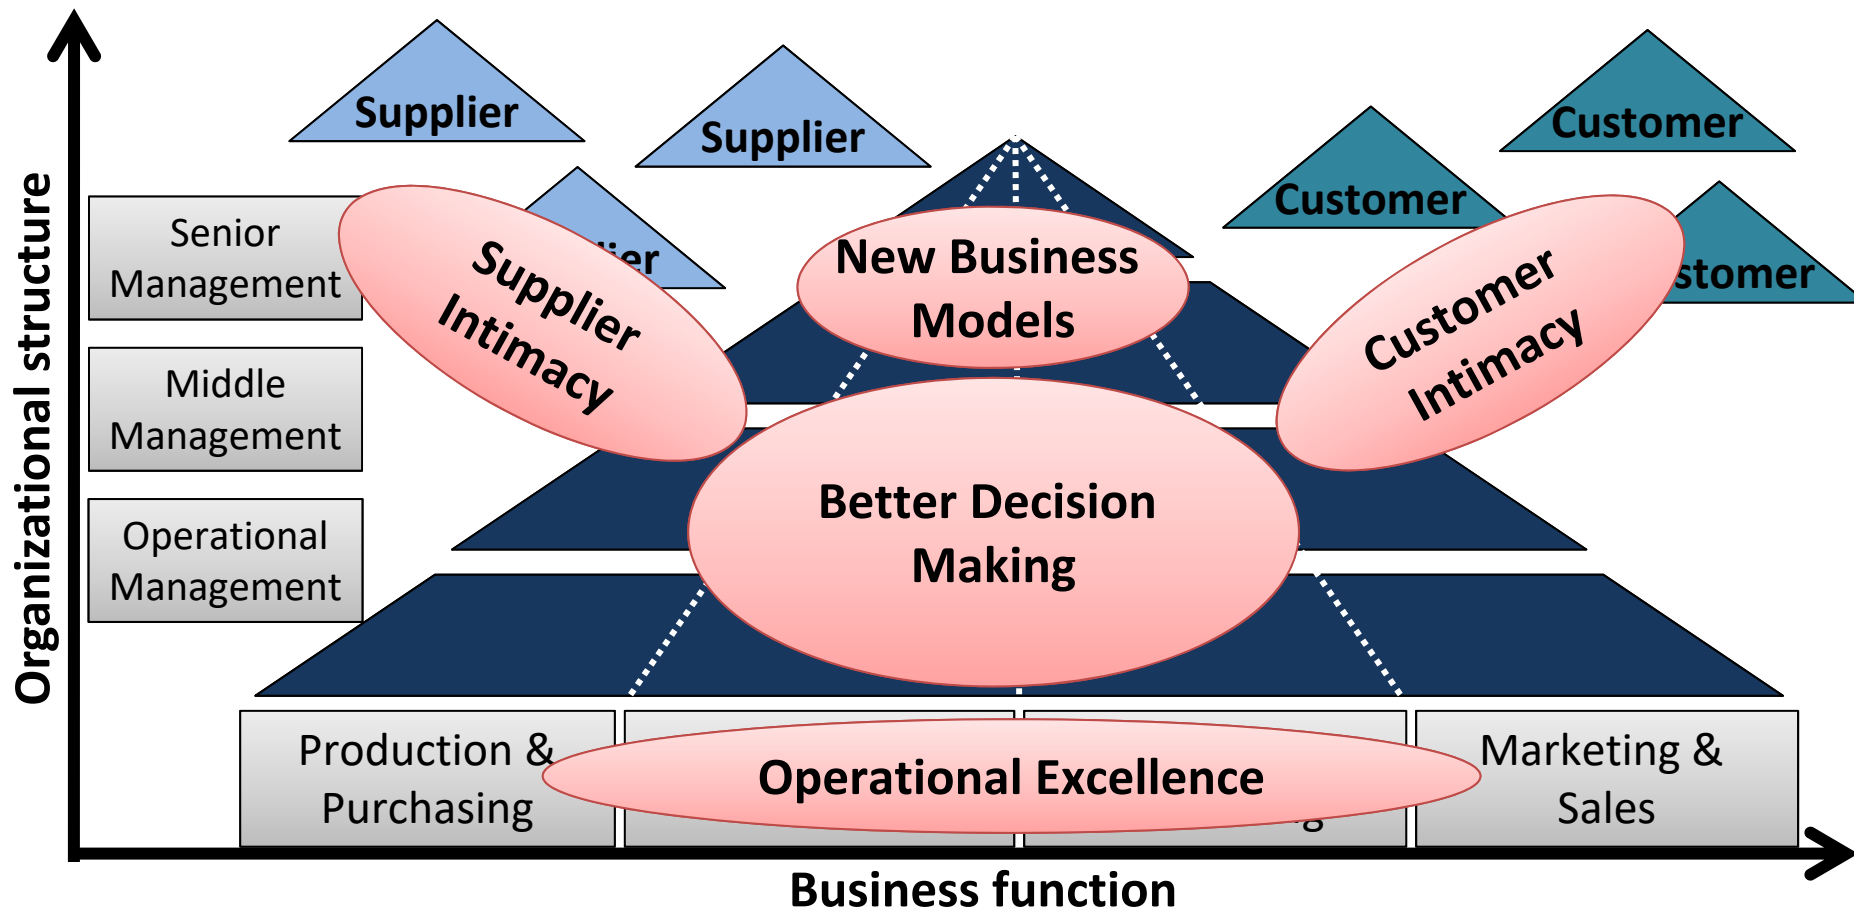 Supplier
Supplier
Customer
Customer
Organizational structure
Senior
Management
Supplier
Intimacy
New Business
Models
Customer
Intimacy
Middle
Management
Better Decision
Making
Operational
Management
Production &
Purchasing
Operational Excellence
Marketing &
Sales
Business function